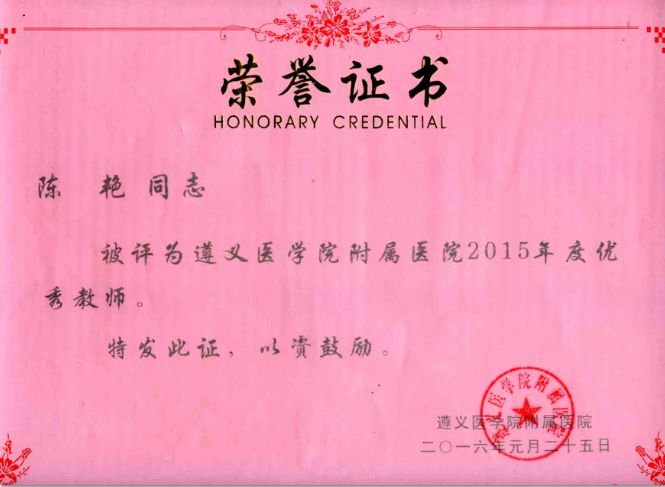 荣誉证书
HONORARY CREDENTIAL
陈 艳 同志
被评为遵义医学院附属医院2015年度优
秀教师。
特发此证，以资鼓励。
遵义医学院附属医院
二〇一六年元月二十五日